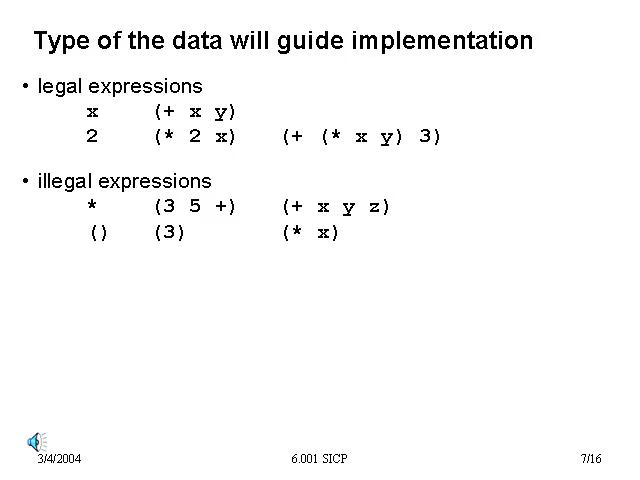 Type of the data will guide implementation
• legal expressions
x (+ x y)
2 (* 2 x) (+ (* x y) 3)
• illegal expressions
* (3 5 +) (+ x y z)
() (3) (* x)
3/4/2004 6.001 SICP 7/16